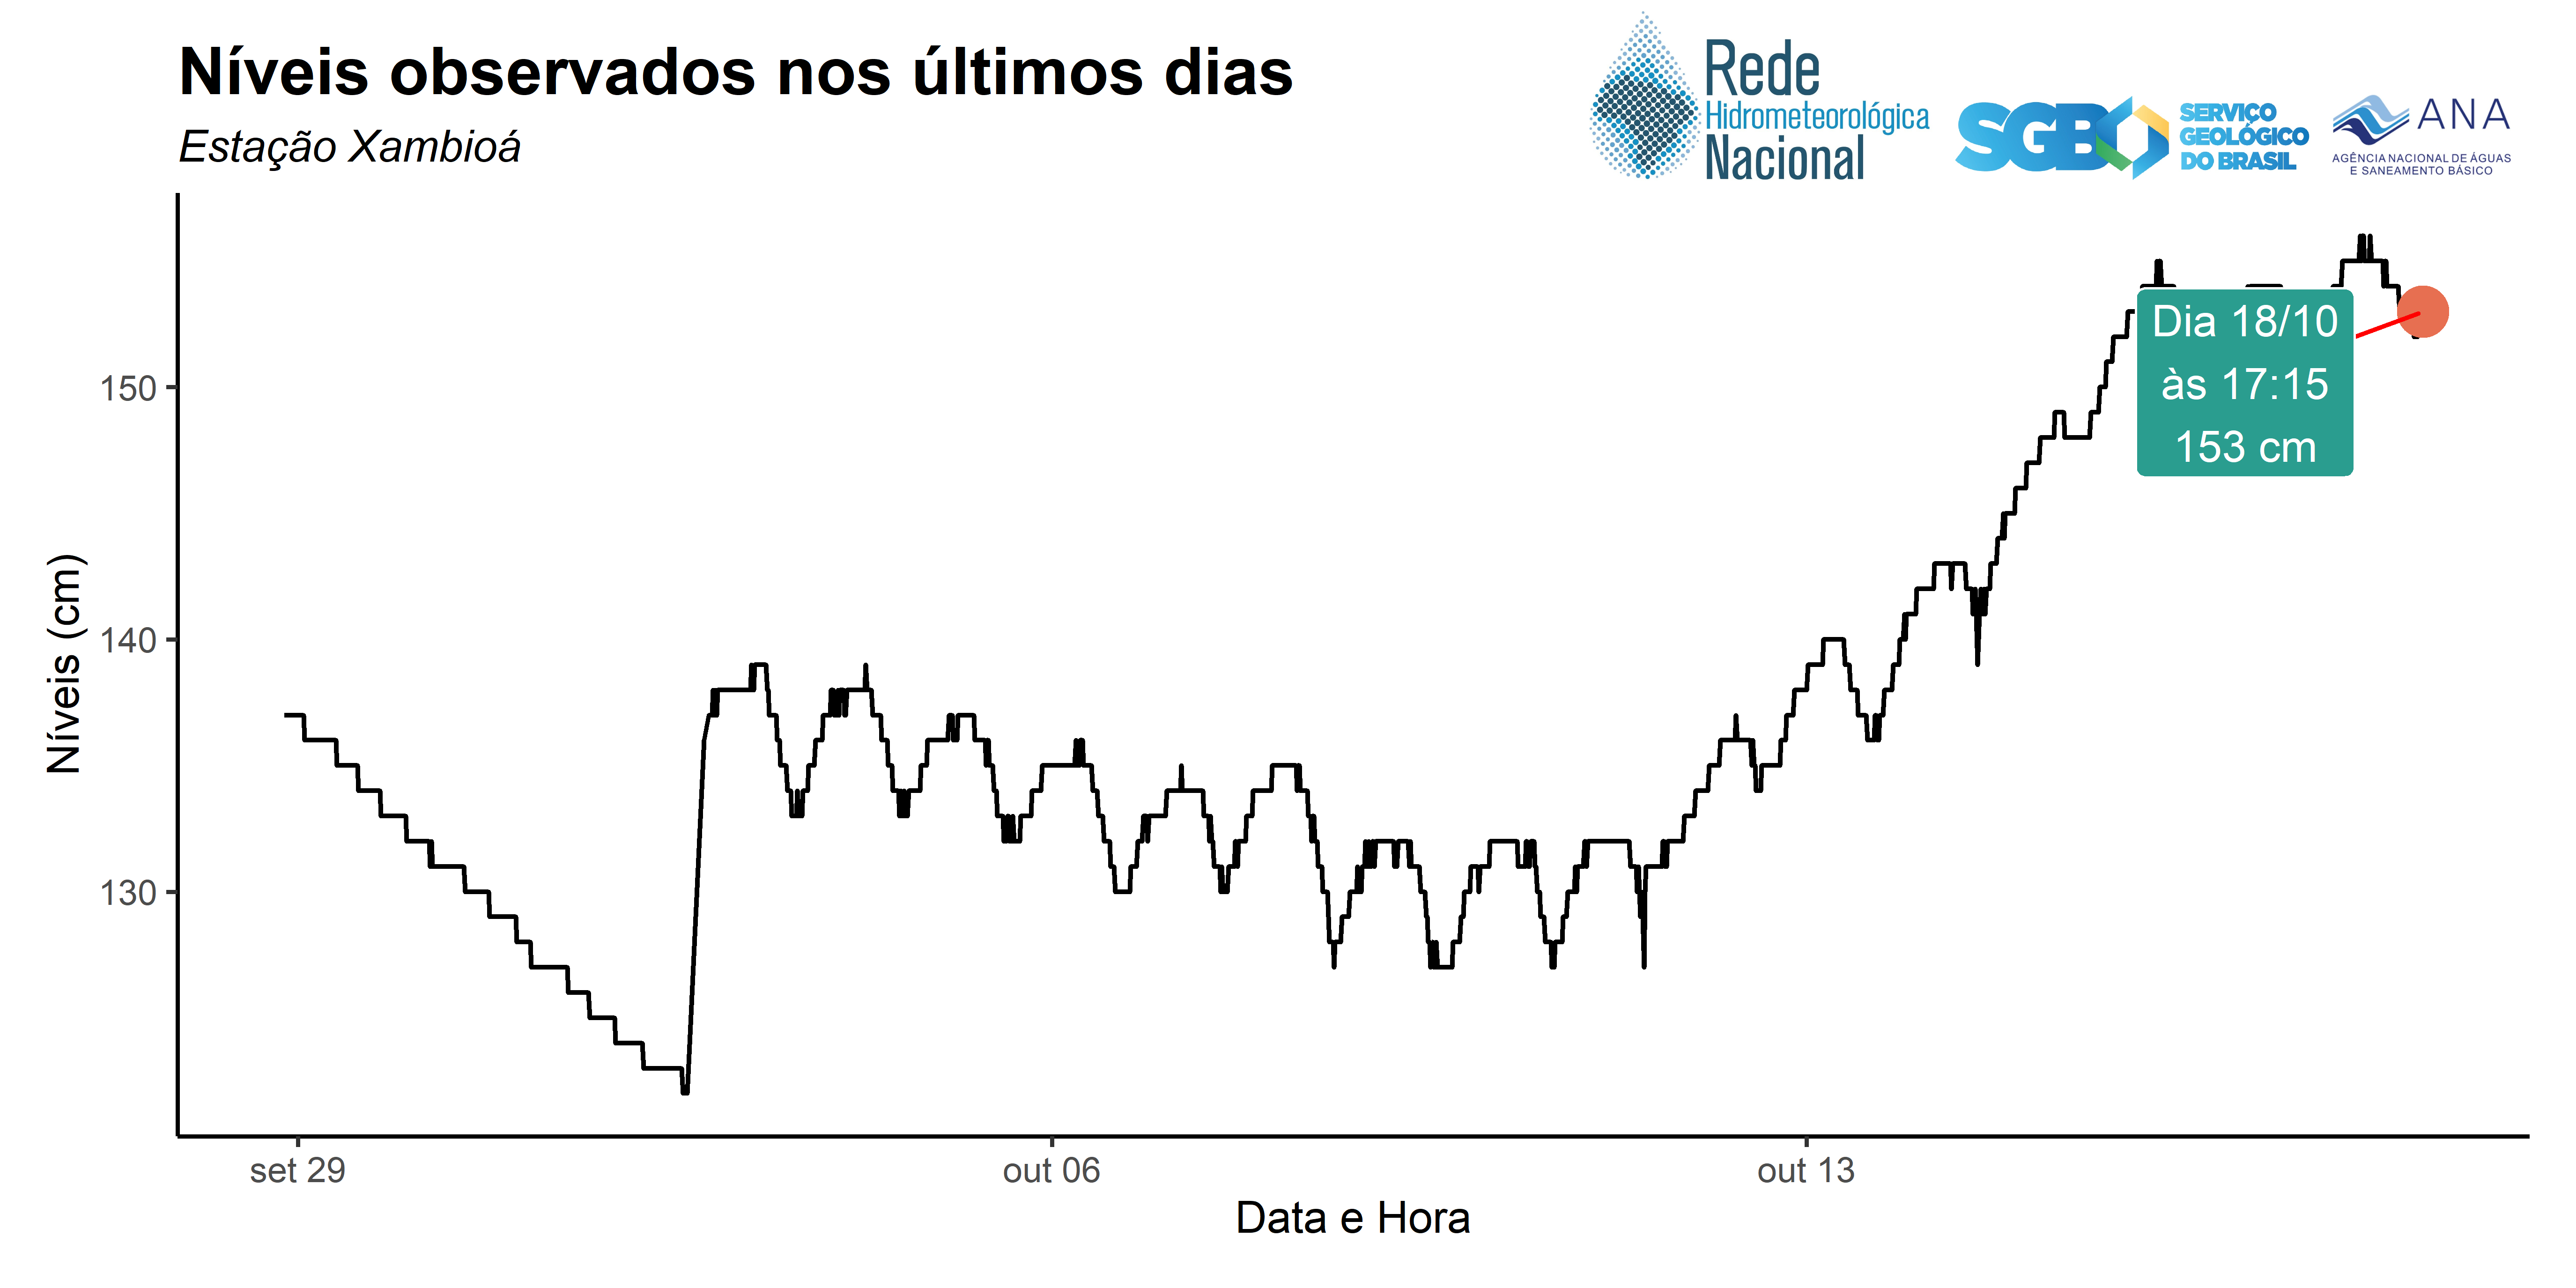 Níveis observados nos últimos dias
Estação Xambioá
Rede
Hidrometeorológica
Nacional
SGB
SERVIÇO
GEOLÓGICO
DO BRASIL
ANA
AGÊNCIA NACIONAL DE ÁGUAS
E SANEAMENTO BÁSICO
Níveis (cm)
150
140
130
Dia 18/10
às 17:15
153 cm
set 29
out 06
out 13
Data e Hora